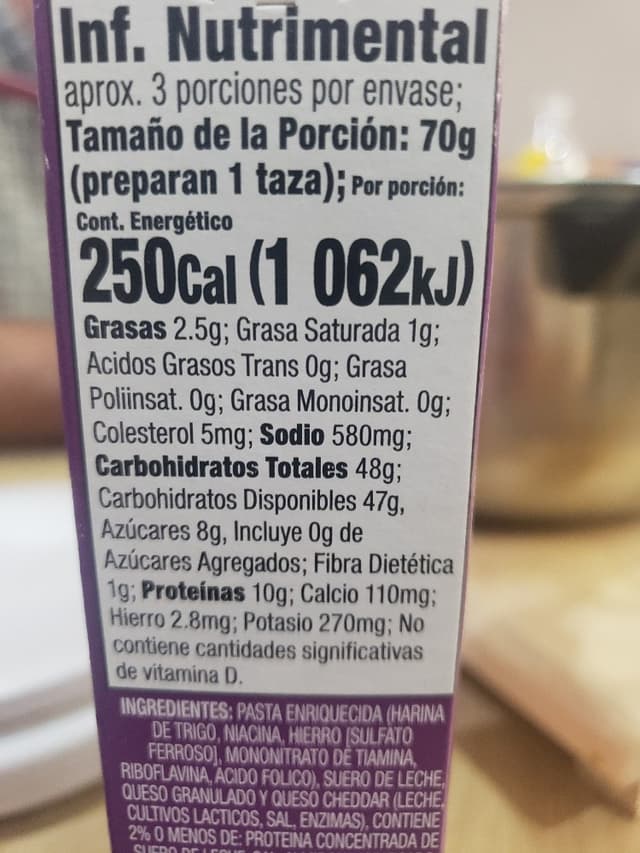 Inf. Nutrimental
aprox. 3 porciones por envase;
Tamaño de la Porción: 70g
(preparan 1 taza); Por porción:
Cont. Energético
250Cal (1 062kJ)
Grasas 2.5g; Grasa Saturada 1g;
Acidos Grasos Trans 0g; Grasa
Poliinsat. 0g; Grasa Monoinsat. 0g;
Colesterol 5mg; Sodio 580mg;
Carbohidratos Totales 48g;
Carbohidratos Disponibles 47g,
Azúcares 8g, Incluye 0g de
Azúcares Agregados; Fibra Dietética
1g; Proteínas 10g; Calcio 110mg;
Hierro 2.8mg; Potasio 270mg; No
contiene cantidades significativas
de vitamina D.
INGREDIENTES: PASTA ENRIQUECIDA (HARINA
DE TRIGO, NIACINA, HIERRO [SULFATO
FERROSO], MONONITRATO DE TIAMINA,
RIBOFLAVINA, ACIDO FOLICO), SUERO DE LECHE,
QUESO GRANULADO Y QUESO CHEDDAR (LECHE,
CULTIVOS LACTICOS, SAL, ENZIMAS), CONTIENE
2% O MENOS DE: PROTEINA CONCENTRADA DE
SUERO DE LECHE,